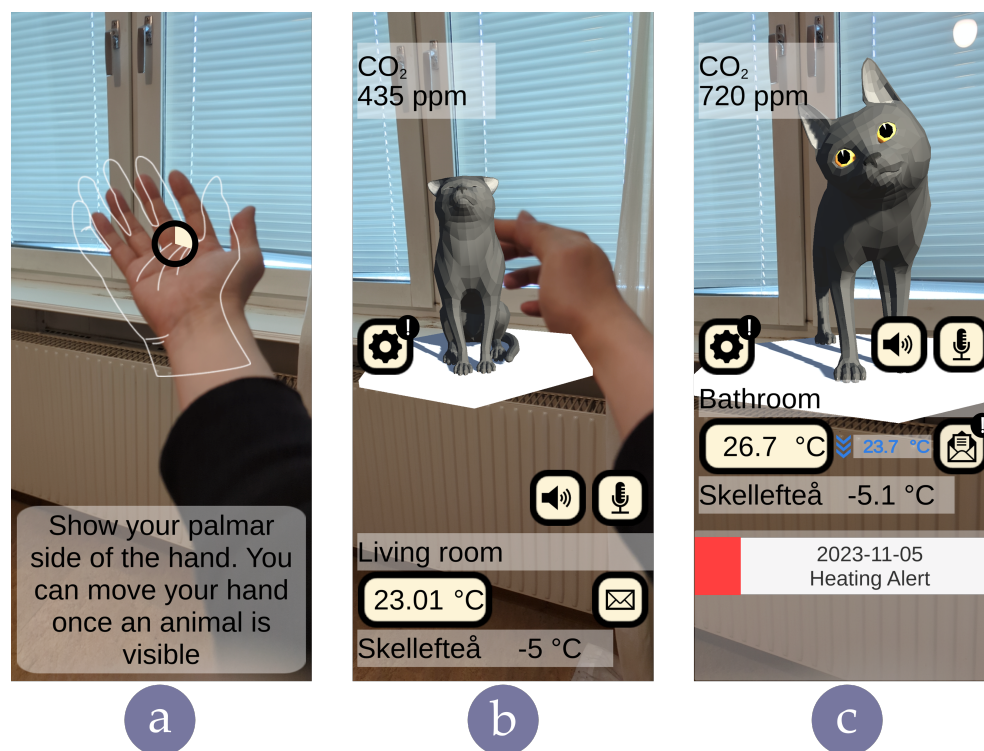 Show your palmar
side of the hand. You
can move your hand
once an animal is
visible
a
CO₂
435 ppm
!
Living room
23.01 °C
Skellefteå -5 °C
b
CO₂
720 ppm
!
Bathroom
26.7 °C 23.7 °C
!
Skellefteå -5.1 °C
2023-11-05
Heating Alert
c